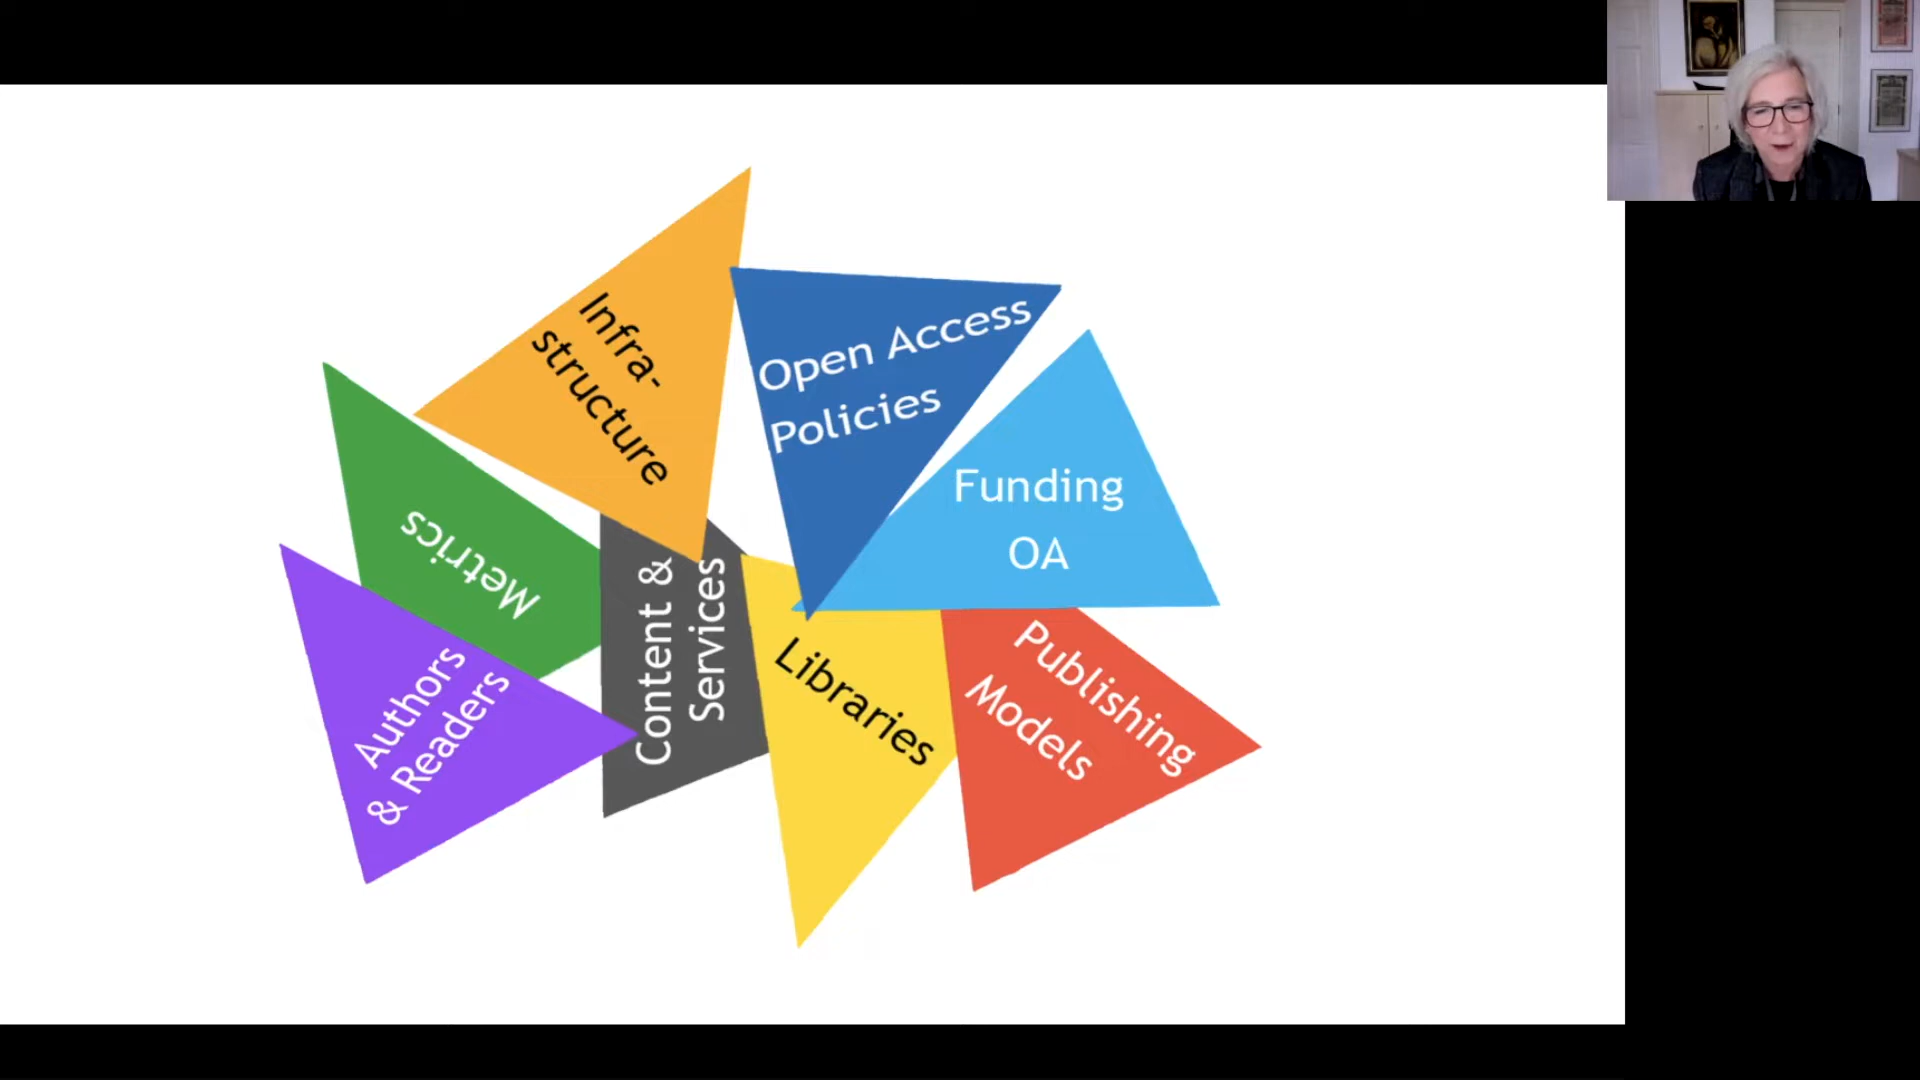 Infra-
structure
Open Access
Policies
Funding
OA
Metrics
Authors
& Readers
Content &
Services
Libraries
Publishing
Models